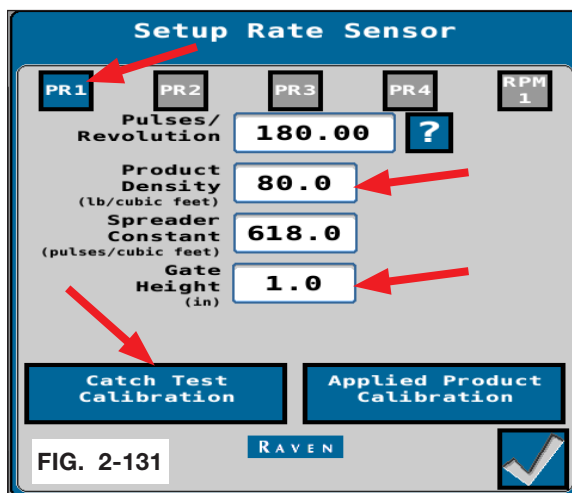 Setup Rate Sensor
PR1 PR2 PR3 PR4 RPM
1
Pulses/
Revolution 180.00 ?
Product
Density 80.0
(lb/cubic feet)
Spreader
Constant 618.0
(pulses/cubic feet)
Gate
Height 1.0
(in)
Catch Test
Calibration
Applied Product
Calibration
RAVEN
FIG. 2-131